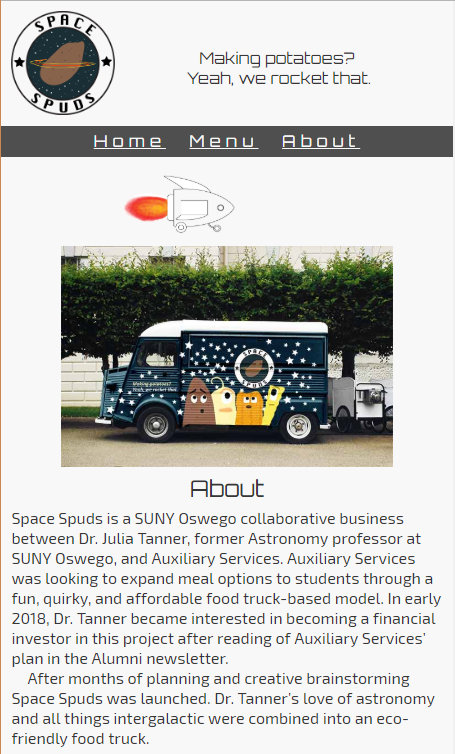 SPACE
SPUDS
Making potatoes?
Yeah, we rocket that.
Home Menu About
SPACE
SPUDS
Making potatoes?
Yeah, we rocket that.
About
Space Spuds is a SUNY Oswego collaborative business
between Dr. Julia Tanner, former Astronomy professor at
SUNY Oswego, and Auxiliary Services. Auxiliary Services
was looking to expand meal options to students through a
fun, quirky, and affordable food truck-based model. In early
2018, Dr. Tanner became interested in becoming a financial
investor in this project after reading of Auxiliary Services'
plan in the Alumni newsletter.
After months of planning and creative brainstorming
Space Spuds was launched. Dr. Tanner's love of astronomy
and all things intergalactic were combined into an eco-
friendly food truck.